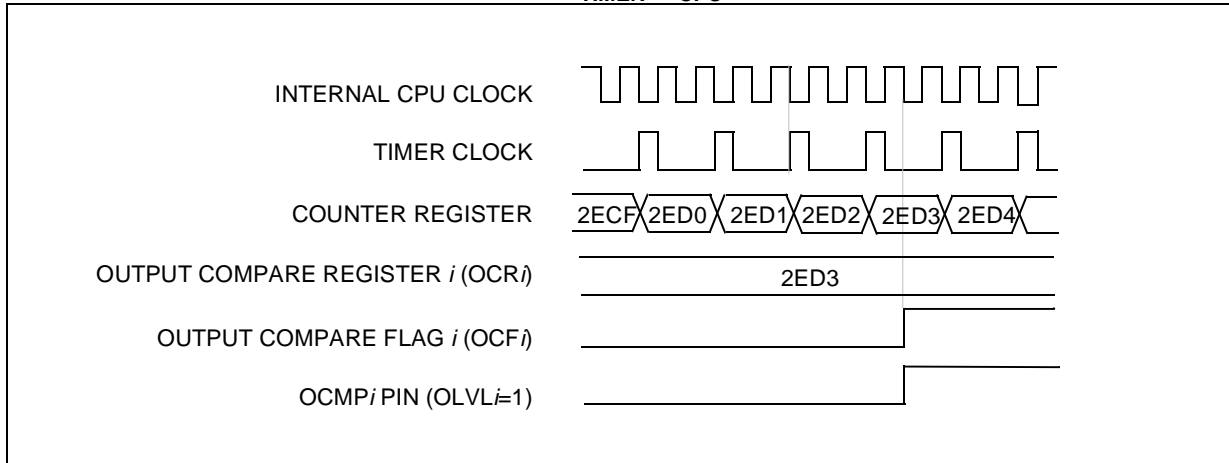 INTERNAL CPU CLOCK
TIMER CLOCK
COUNTER REGISTER
2ECF 2ED0 2ED1 2ED2 2ED3 2ED4
OUTPUT COMPARE REGISTER i (OCRi)
2ED3
OUTPUT COMPARE FLAG i (OCFi)
OCMPi PIN (OLVLi=1)